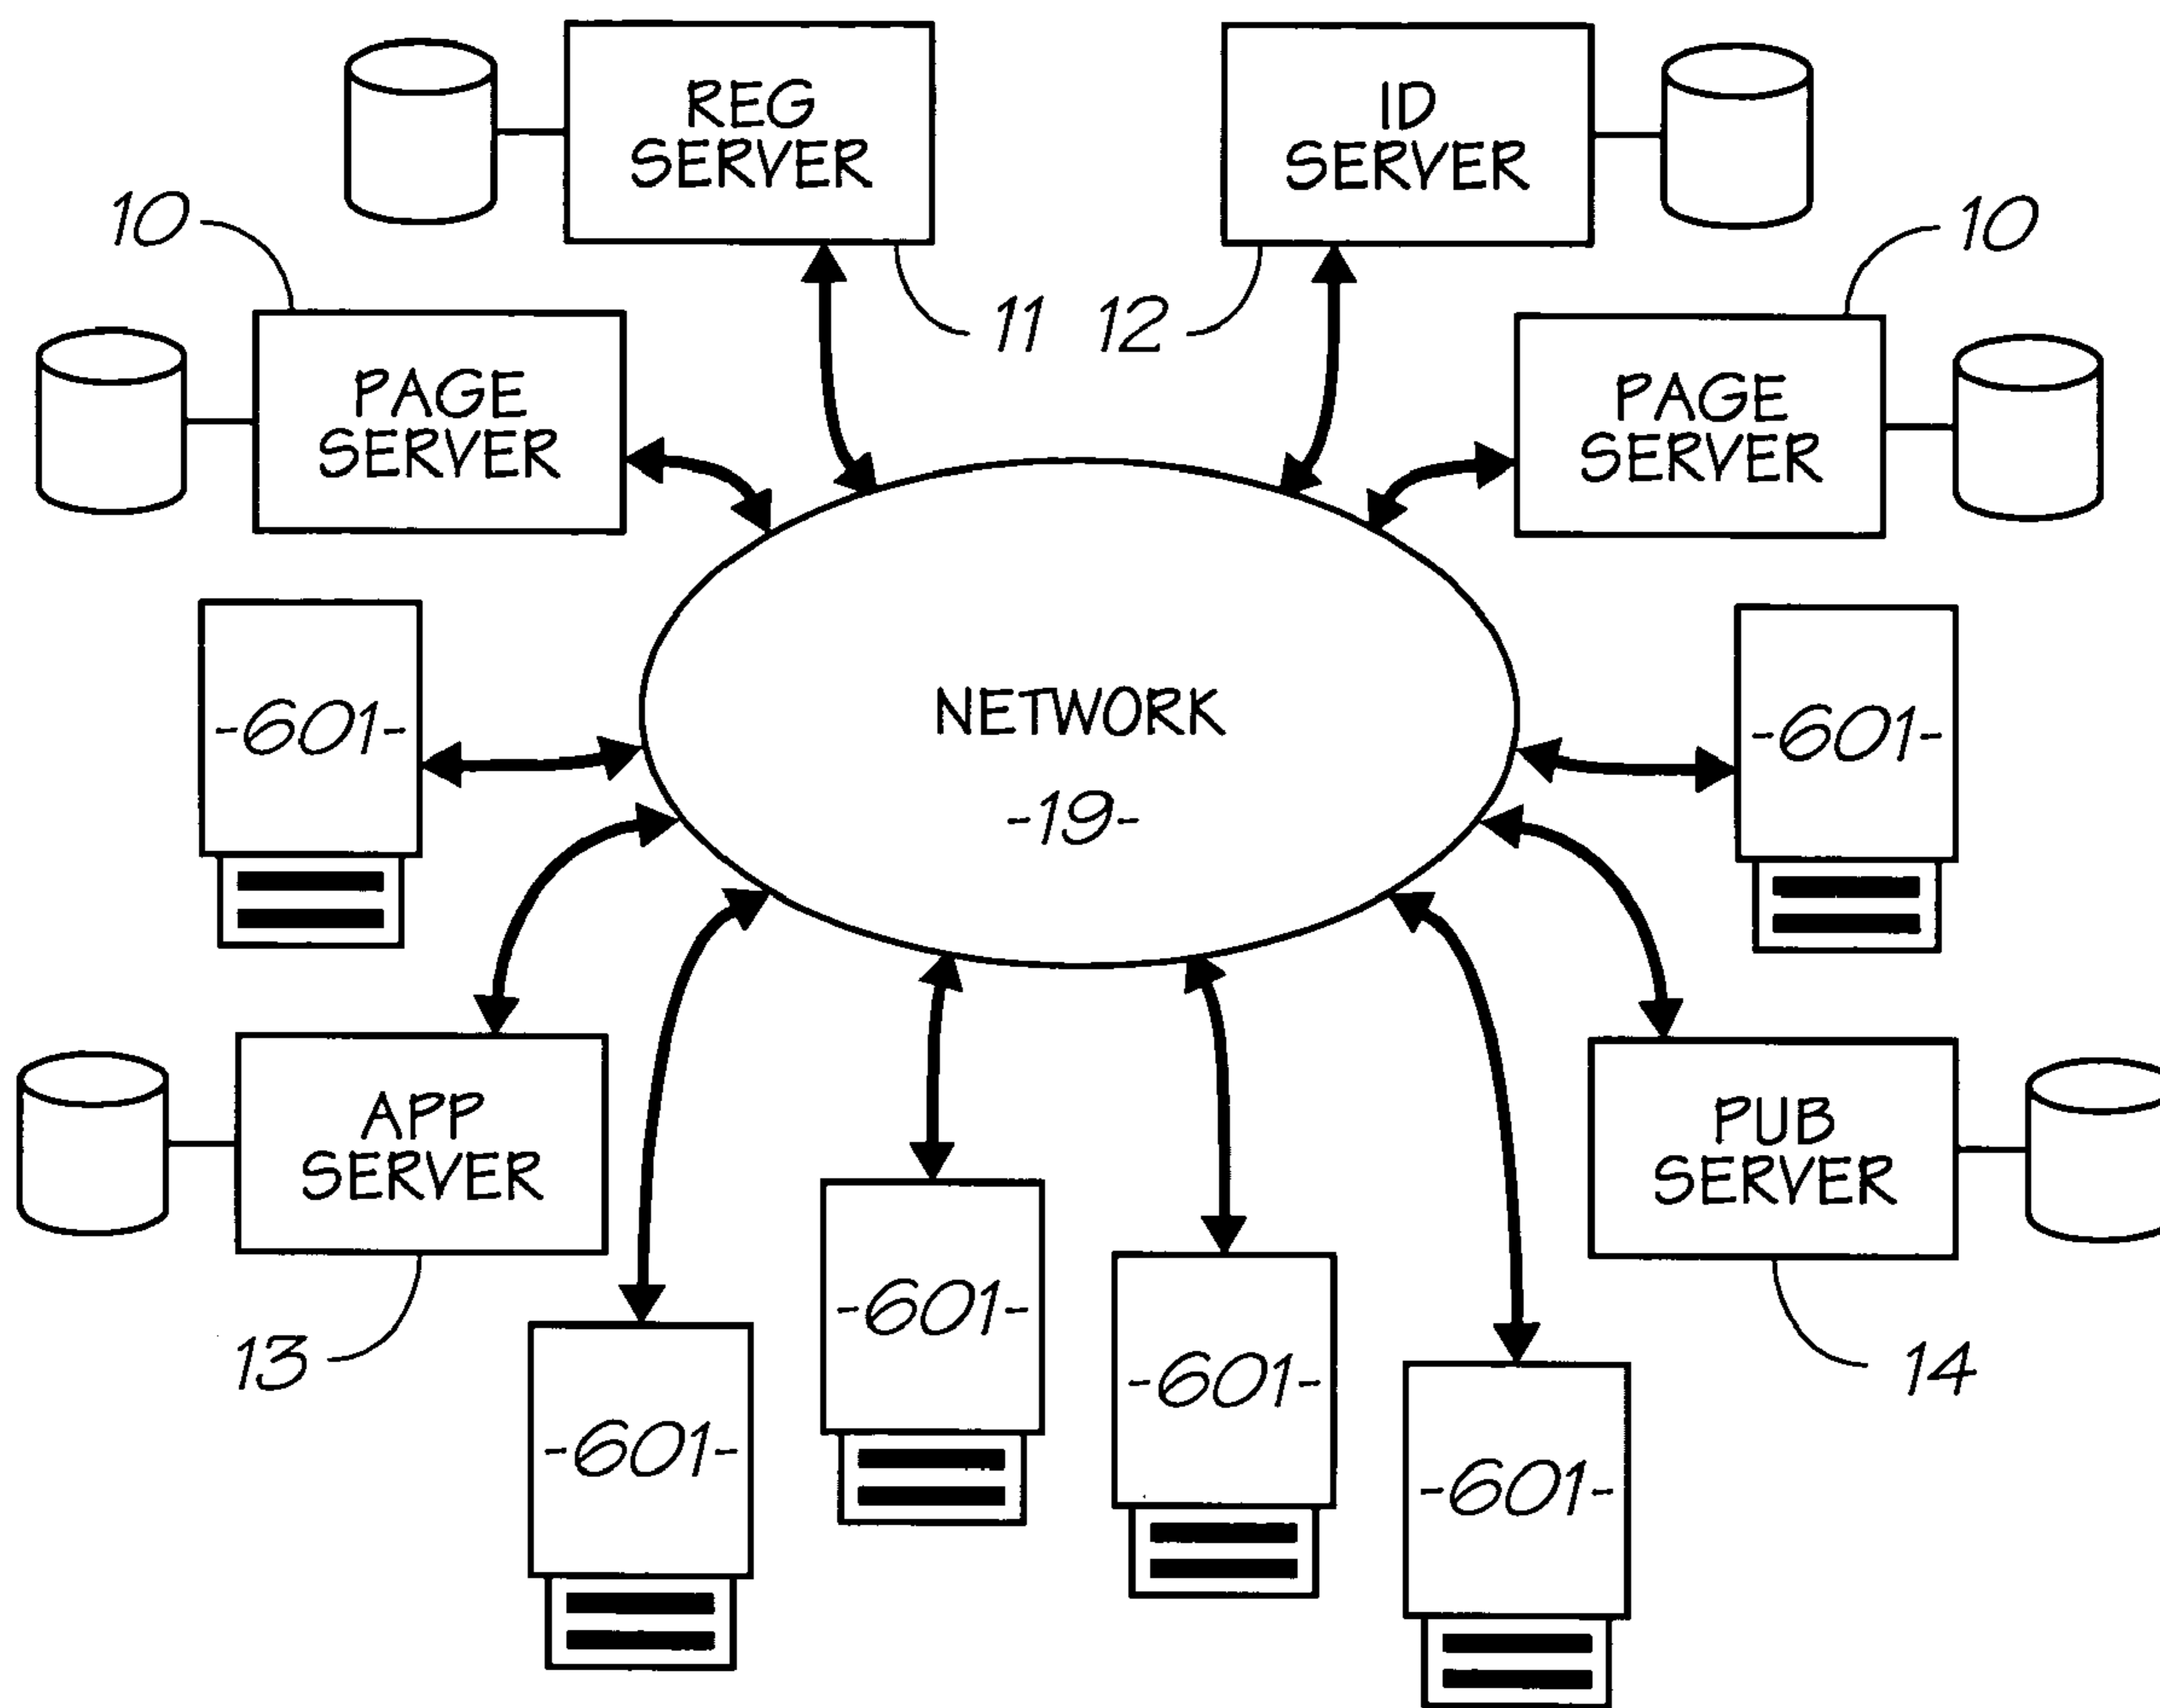 REG
SERVER
ID
SERVER
10
10
11
12
PAGE
SERVER
PAGE
SERVER
-601-
NETWORK
-19-
-601-
APP
SERVER
PUB
SERVER
13
-601-
-601-
-601-
-601-
14